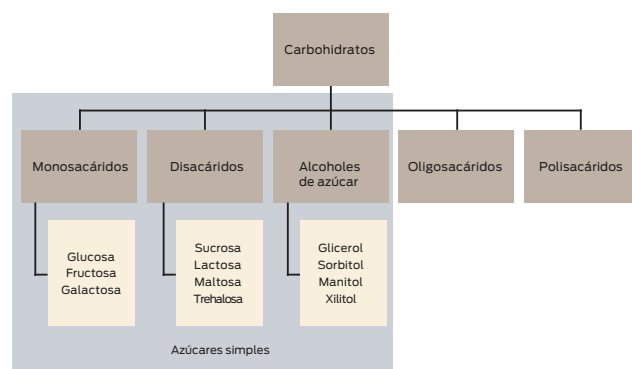 Carbohidratos
Monosacáridos
Disacáridos
Alcoholes
de azúcar
Oligosacáridos
Polisacáridos
Glucosa
Fructosa
Galactosa
Sucrosa
Lactosa
Maltosa
Trehalosa
Glicerol
Sorbitol
Manitol
Xilitol
Azúcares simples